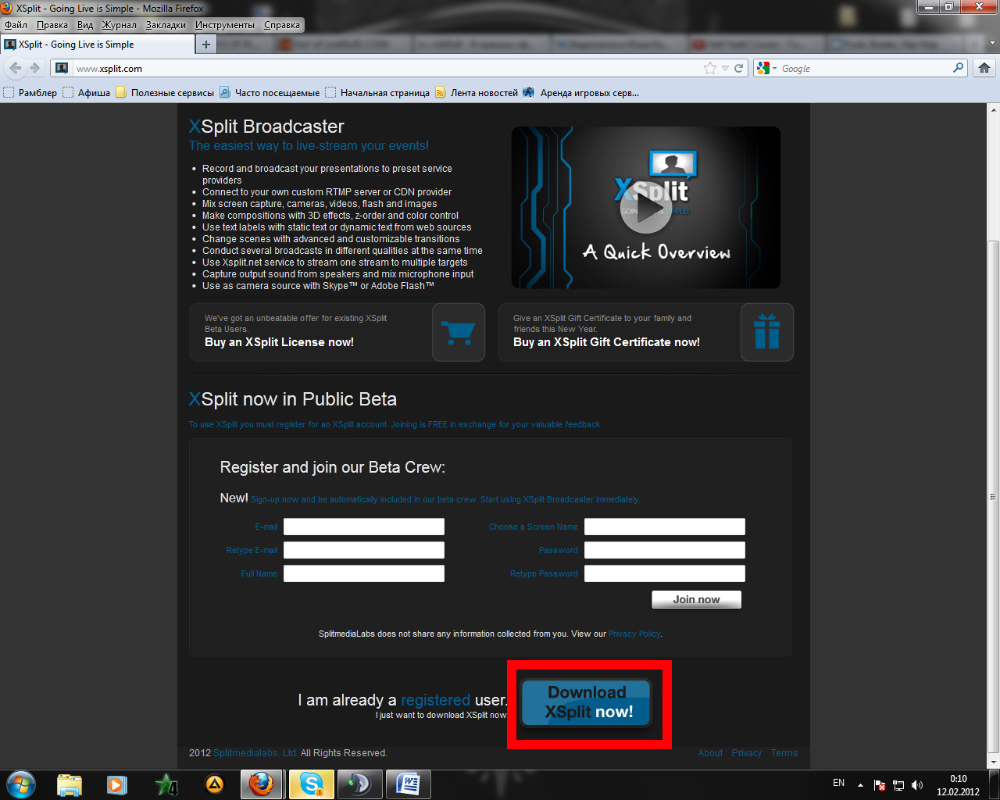 XSplit - Going Live is Simple - Mozilla Firefox
Файл Правка Вид Журнал Закладки Инструменты Справка
XSplit - Going Live is Simple
www.xsplit.com
Google
Рамблер Афиша Полезные сервисы Часто посещаемые Начальная страница Лента новостей Аренда игровых серв...
XSplit Broadcaster
The easiest way to live-stream your events!
• Record and broadcast your presentations to preset service
providers
• Connect to your own custom RTMP server or CDN provider
• Mix screen capture, cameras, videos, flash and images
• Make compositions with 3D effects, z-order and color control
• Use text labels with static text or dynamic text from web sources
• Change scenes with advanced and customizable transitions
• Conduct several broadcasts in different qualities at the same time
• Use Xsplit.net service to stream one stream to multiple targets
• Capture output sound from speakers and mix microphone input
• Use as camera source with Skype™ or Adobe Flash™
XSplit
A Quick Overview
We've got an unbeatable offer for existing XSplit
Beta Users.
Buy an XSplit License now!
Give an XSplit Gift Certificate to your family and
friends this New Year.
Buy an XSplit Gift Certificate now!
XSplit now in Public Beta
To use XSplit you must register for an XSplit account. Joining is FREE in exchange for your valuable feedback.
Register and join our Beta Crew:
New! Sign-up now and be automatically included in our beta crew. Start using XSplit Broadcaster immediately.
E-mail
Choose a Screen Name
Retype E-mail
Password
Full Name
Retype Password
Join now
SplitmediaLabs does not share any information collected from you. View our Privacy Policy.
I am already a registered user.
I just want to download XSplit now
Download
XSplit now!
2012 Splitmedialabs, Ltd. All Rights Reserved.
About Privacy Terms
EN
0:10
12.02.2012